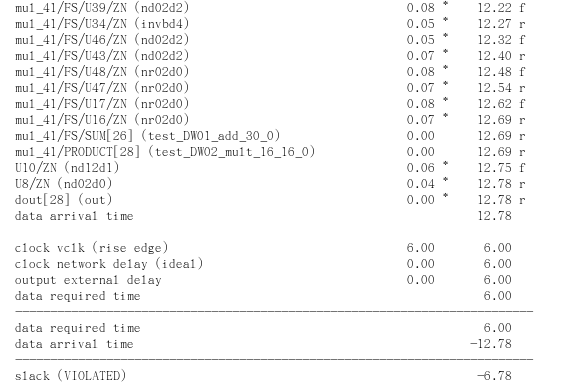 mul_41/FS/U39/ZN (nd02d2) 0.08 * 12.22 f
mul_41/FS/U34/ZN (invbd4) 0.05 * 12.27 r
mul_41/FS/U46/ZN (nd02d2) 0.05 * 12.32 f
mul_41/FS/U43/ZN (nd02d2) 0.07 * 12.40 r
mul_41/FS/U48/ZN (nr02d0) 0.08 * 12.48 f
mul_41/FS/U47/ZN (nr02d0) 0.07 * 12.54 r
mul_41/FS/U17/ZN (nr02d0) 0.08 * 12.62 f
mul_41/FS/U16/ZN (nr02d0) 0.07 * 12.69 r
mul_41/FS/SUM[26] (test_DW01_add_30_0) 0.00 12.69 r
mul_41/PRODUCT[28] (test_DW02_mult_16_16_0) 0.00 12.69 r
U10/ZN (nd12d1) 0.06 * 12.75 f
U8/ZN (nd02d0) 0.04 * 12.78 r
dout[28] (out) 0.00 * 12.78 r
data arrival time 12.78
clock vclk (rise edge) 6.00 6.00
clock network delay (ideal) 0.00 6.00
output external delay 0.00 6.00
data required time 6.00
data required time 6.00
data arrival time -12.78
slack (VIOLATED) -6.78